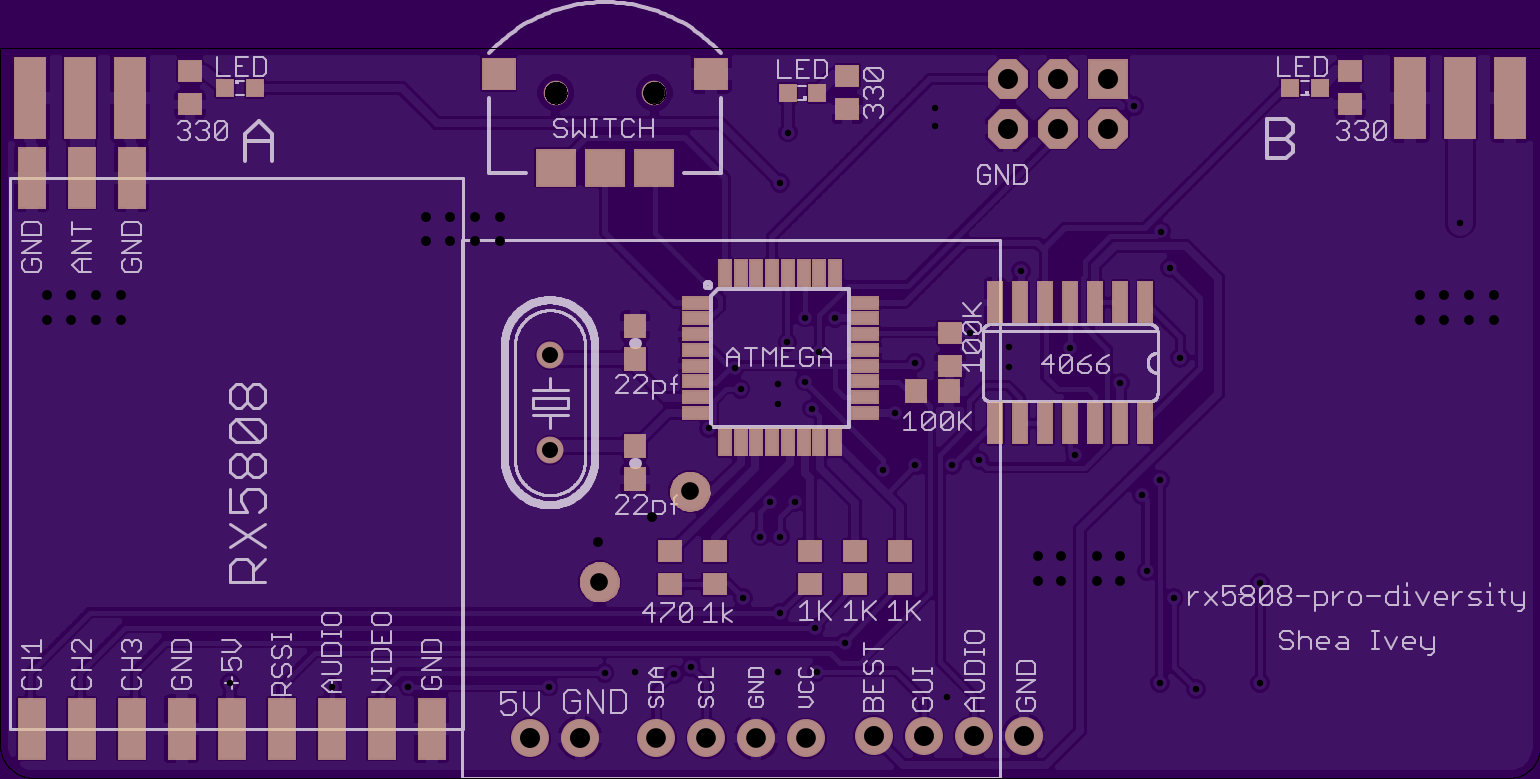 LED
330
A
SWITCH
LED
330
GND
LED
330
B
GND
ANT
GND
RX5808
22pf
22pf
ATMEGA
100K
100K
4066
470
1k
1K
1K
1K
rx5808-pro-diversity
Shea Ivey
CH1
CH2
CH3
GND
+5V
RSSI
AUDIO
VIDEO
GND
5V
GND
SDA
SCL
GND
VCC
BEST
GUI
AUDIO
GND